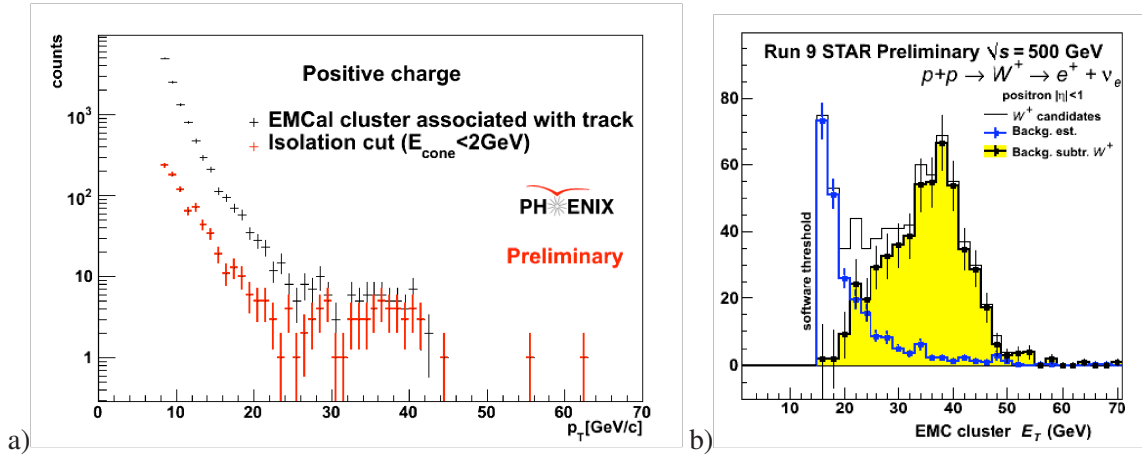 a)
counts
10³
10²
10
1
Positive charge
EMCal cluster associated with track
Isolation cut (E_cone<2GeV)
PHENIX
Preliminary
0 10 20 30 40 50 60 70
p_T[GeV/c]
b)
Run 9 STAR Preliminary √s = 500 GeV
p+p → W⁺ → e⁺ + ν_e
positron |η|<1
W⁺ candidates
Backg. est.
Backg. subtr. W⁺
software threshold
80
60
40
20
0
10 20 30 40 50 60 70
EMC cluster E_T (GeV)